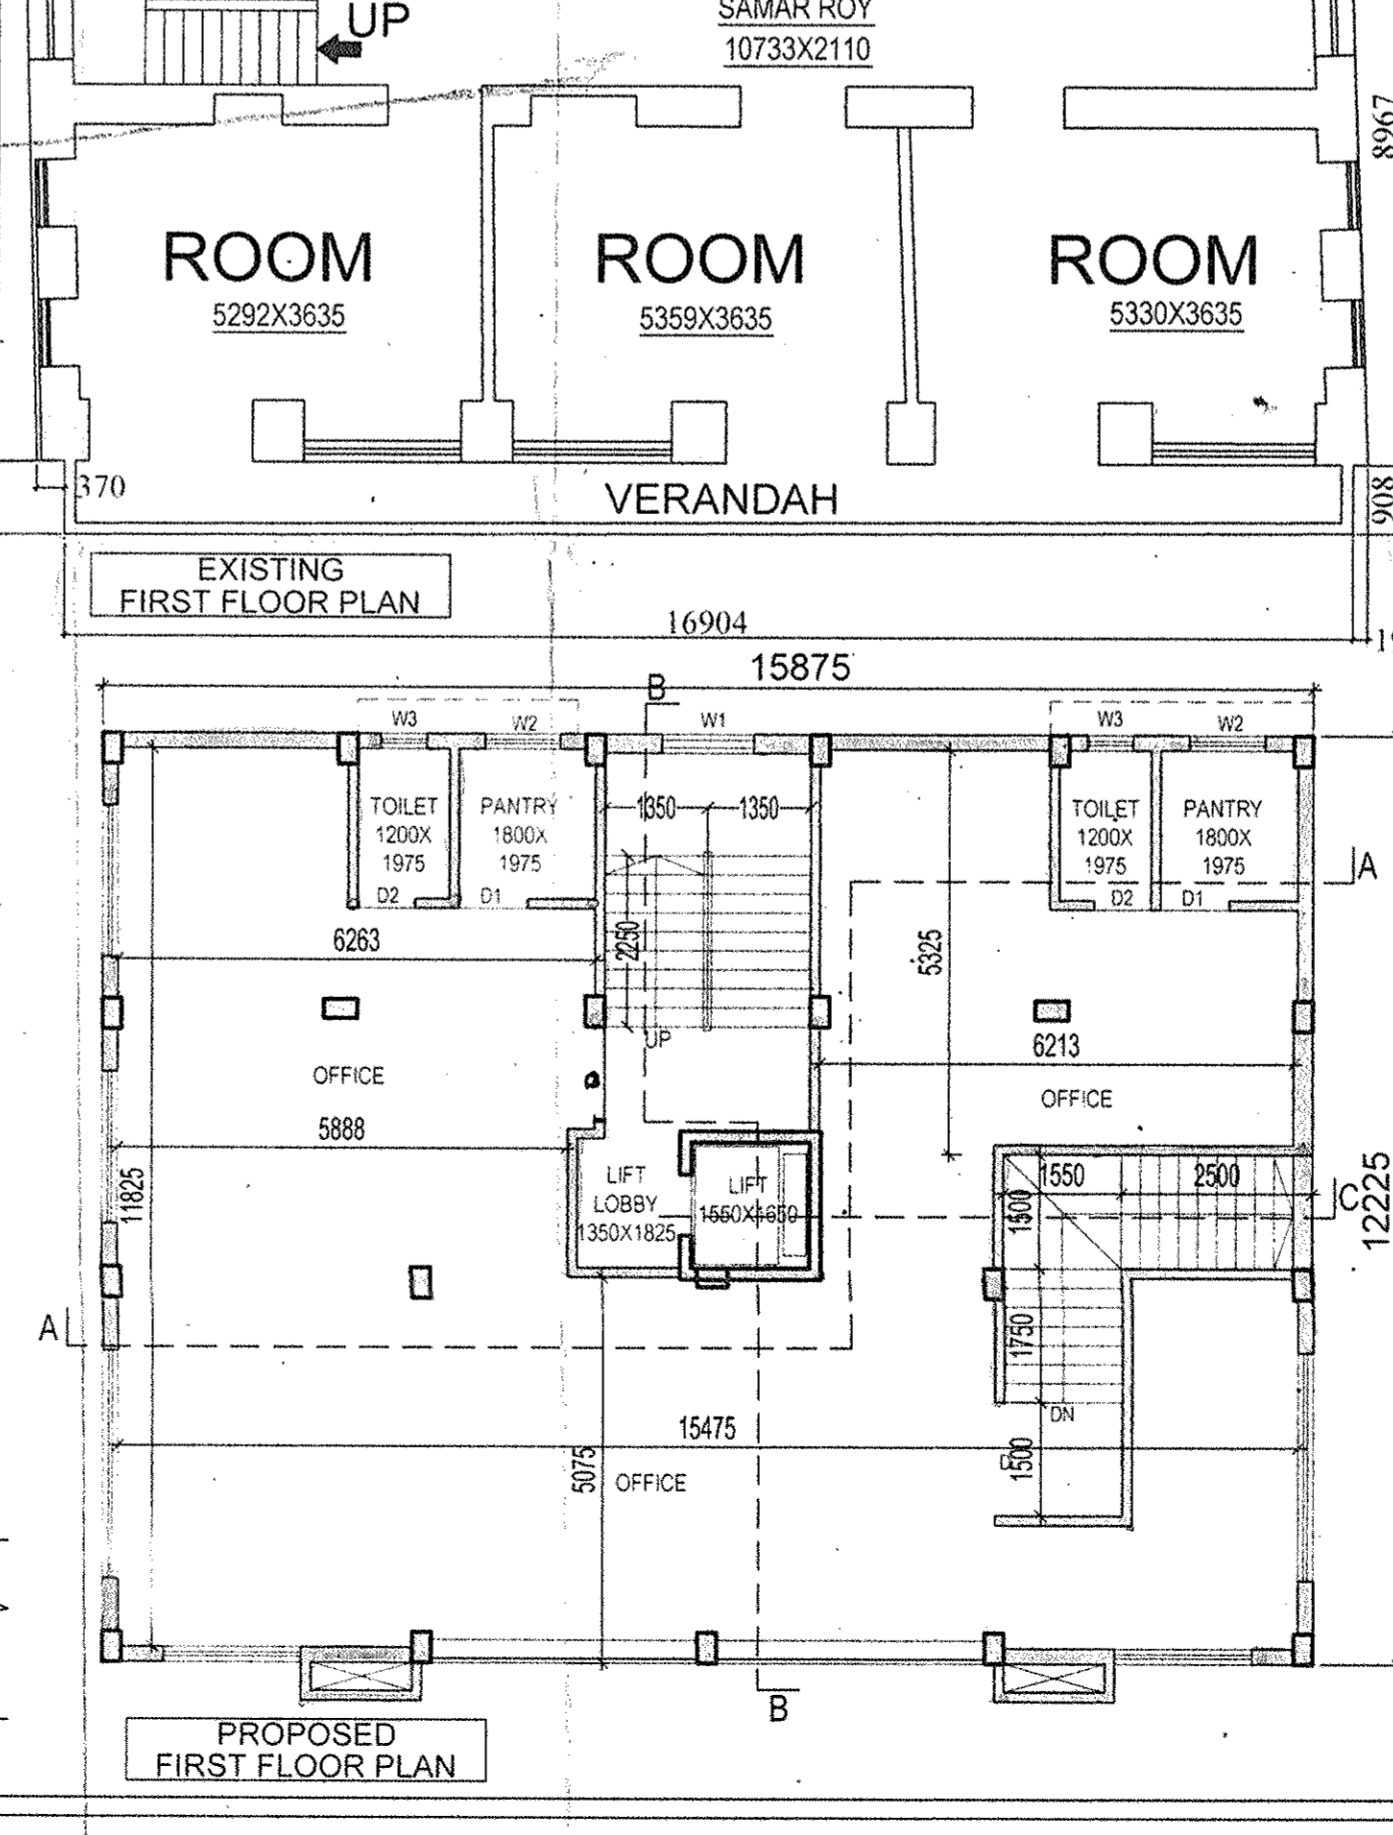 UP
SAMAR ROY
10733X2110
8967
ROOM
5292X3635
ROOM
5359X3635
ROOM
5330X3635
370
VERANDAH
908
EXISTING
FIRST FLOOR PLAN
16904
15875
B
W3
W2
W1
W3
W2
TOILET
1200X
1975
PANTRY
1800X
1975
1350
1350
TOILET
1200X
1975
PANTRY
1800X
1975
A
D2
D1
D2
D1
6263
2250
5325
UP
6213
OFFICE
OFFICE
5888
11825
LIFT
LOBBY
1350X1825
LIFT
1550X1650
1550
2500
1500
C
12225
A
1750
DN
15475
5075
OFFICE
1500
B
PROPOSED
FIRST FLOOR PLAN